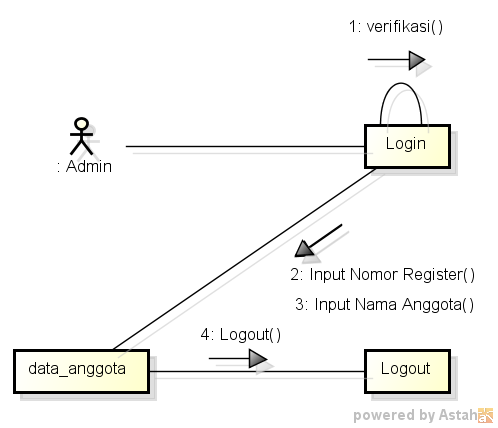 1: verifikasi()
Login
: Admin
2: Input Nomor Register()
3: Input Nama Anggota()
4: Logout()
data_anggota
Logout
powered by Astah